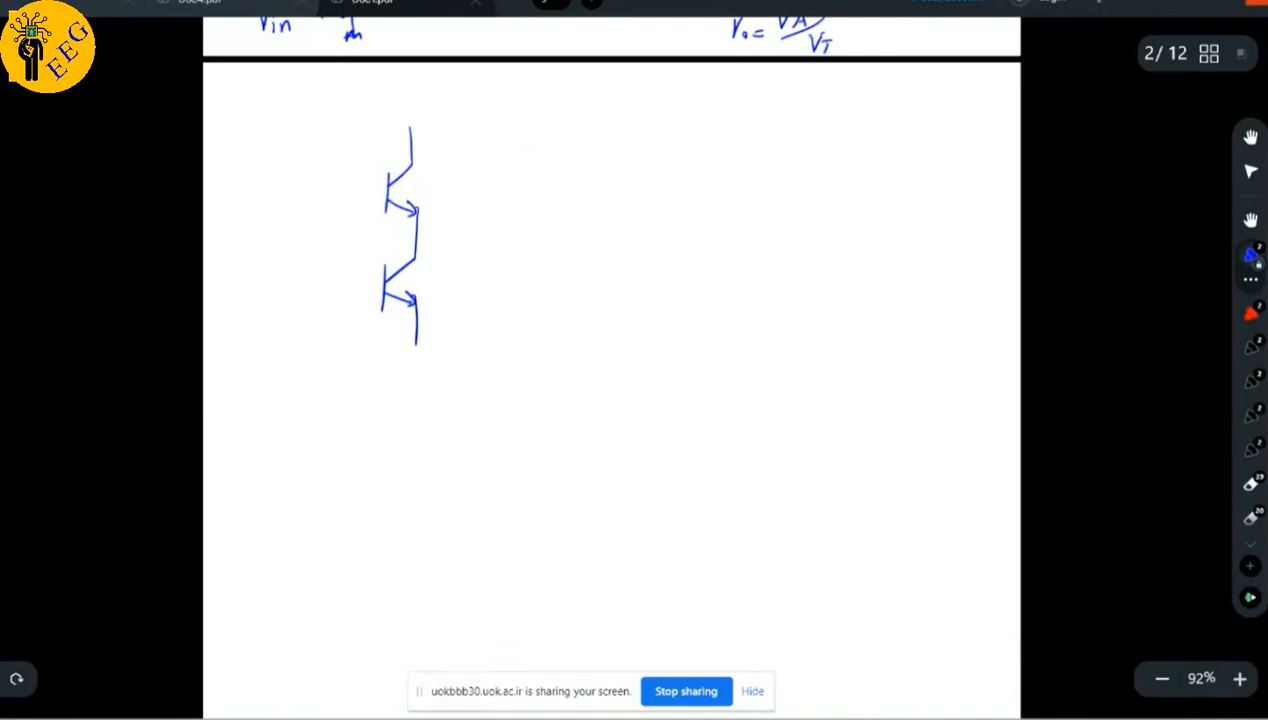 EEG
Vin
Vo = VA / VT
2/ 12
uokbbb30.uok.ac.ir is sharing your screen.
Stop sharing
Hide
92%